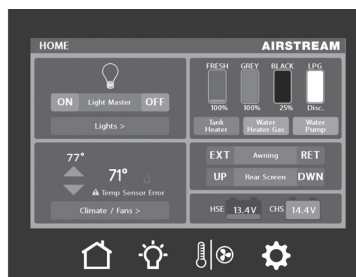 HOME
AIRSTREAM
ON Light Master OFF
Lights >
77°
71°
Temp Sensor Error
Climate / Fans >
FRESH GREY BLACK LPG
100% 100% 25% Disc.
Tank Heater
Water Heater Gas
Water Pump
EXT Awning RET
UP Rear Screen DWN
HSE 13.4V CHS 14.4V